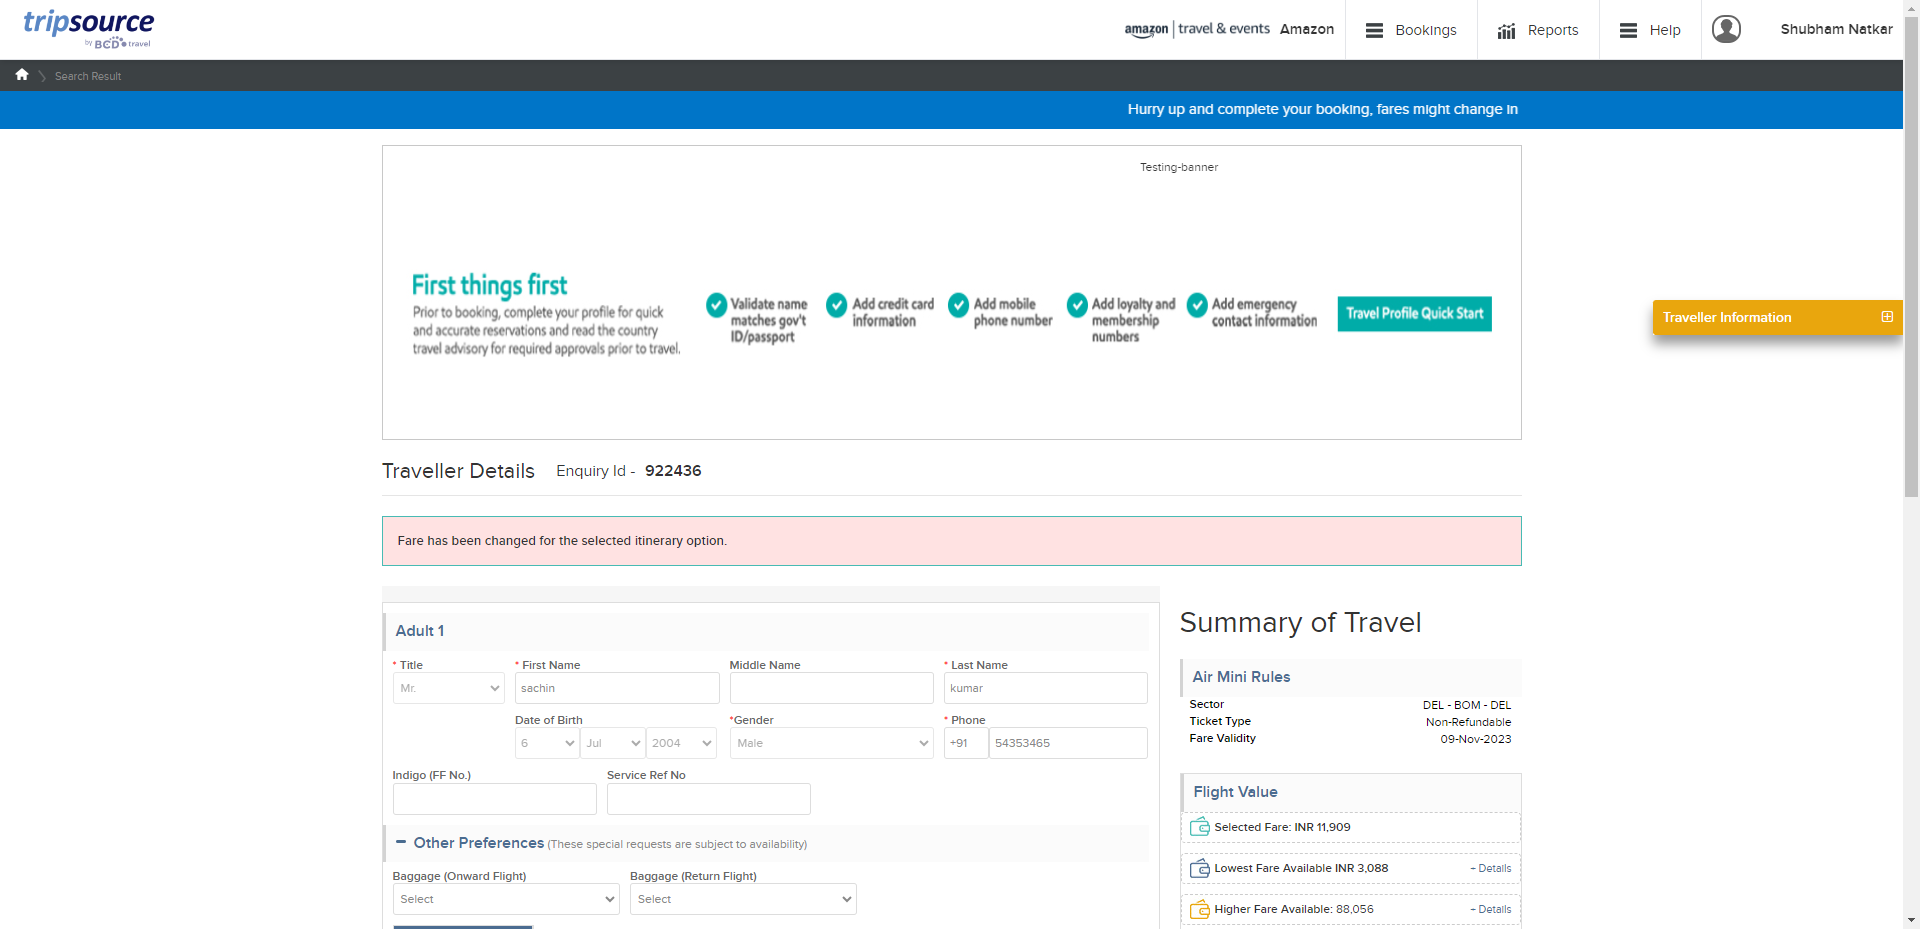 tripsource
by BCD travel
amazon | travel & events Amazon
Bookings
Reports
Help
Shubham Natkar
Search Result
Hurry up and complete your booking, fares might change in
Testing-banner
First things first
Prior to booking, complete your profile for quick
and accurate reservations and read the country
travel advisory for required approvals prior to travel.
Validate name
matches gov't
ID/passport
Add credit card
information
Add mobile
phone number
Add loyalty and
membership
numbers
Add emergency
contact information
Travel Profile Quick Start
Traveller Information
Traveller Details Enquiry Id - 922436
Fare has been changed for the selected itinerary option.
Adult 1
* Title * First Name Middle Name * Last Name
Mr. sachin kumar
Date of Birth *Gender * Phone
6 Jul 2004 Male +91 54353465
Indigo (FF No.) Service Ref No
Other Preferences (These special requests are subject to availability)
Baggage (Onward Flight) Baggage (Return Flight)
Select Select
Summary of Travel
Air Mini Rules
Sector DEL - BOM - DEL
Ticket Type Non-Refundable
Fare Validity 09-Nov-2023
Flight Value
Selected Fare: INR 11,909
Lowest Fare Available INR 3,088 + Details
Higher Fare Available: 88,056 + Details